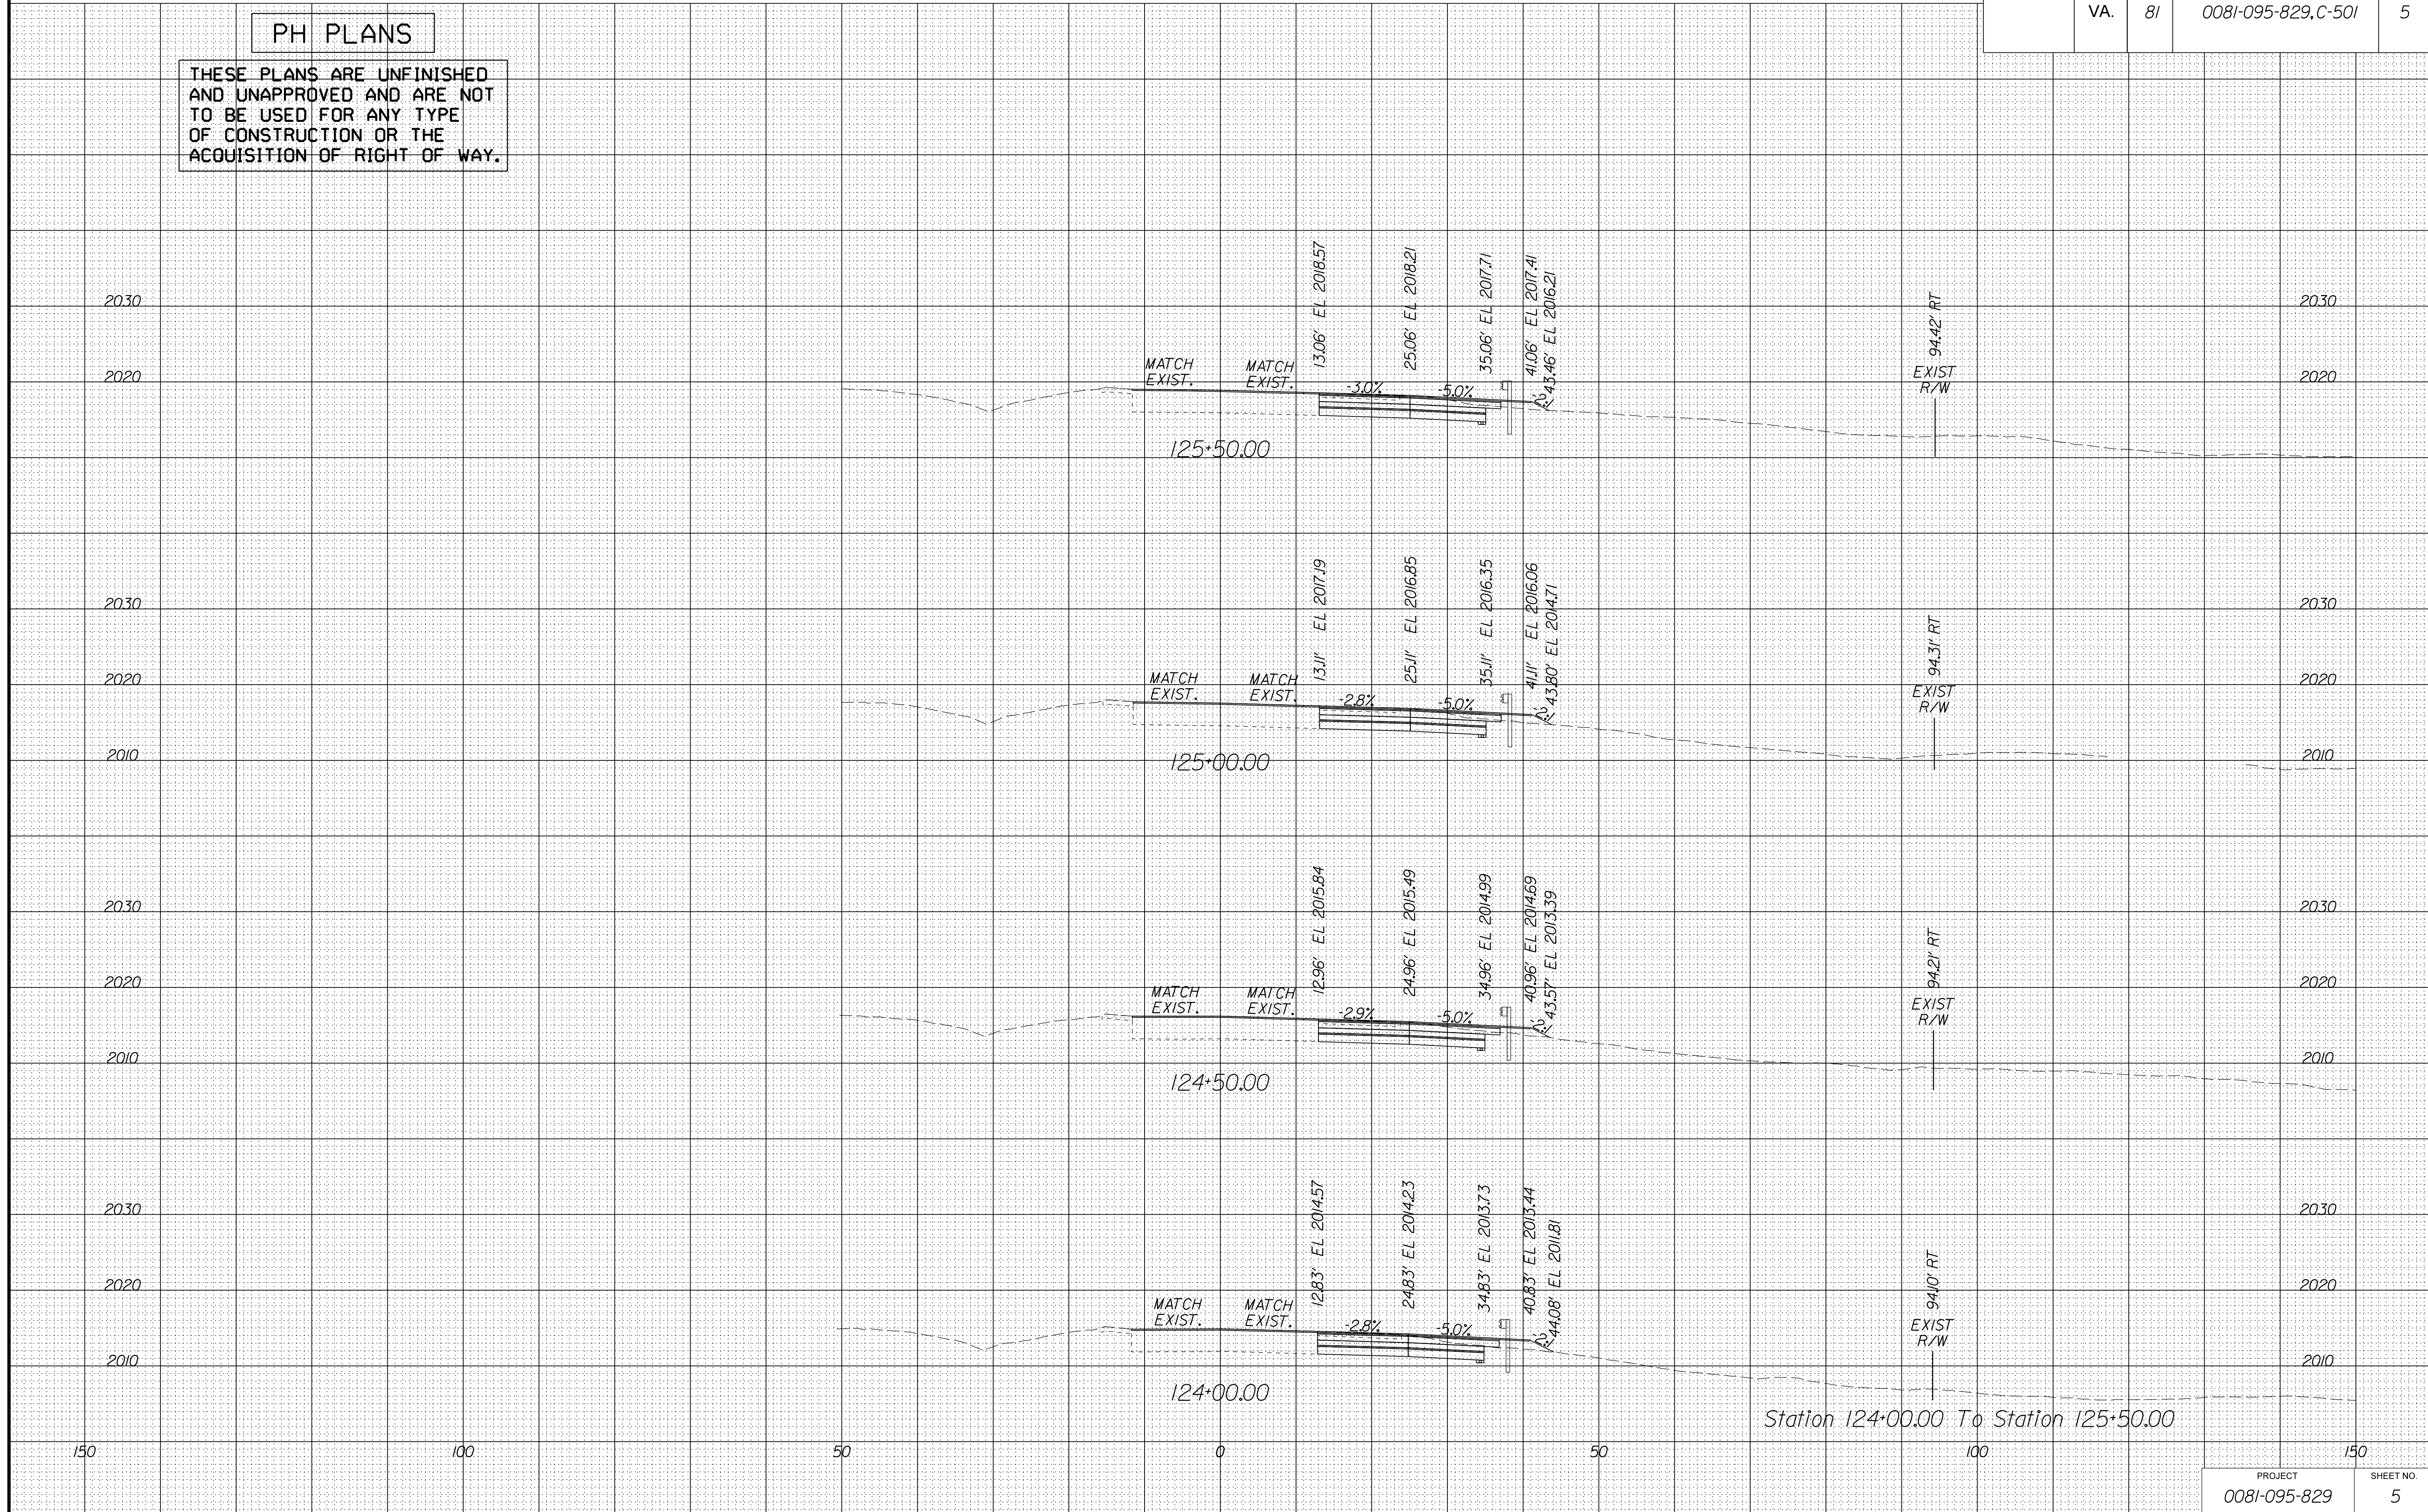 VA. 81 0081-095-829, C-501 5
PH PLANS
THESE PLANS ARE UNFINISHED
AND UNAPPROVED AND ARE NOT
TO BE USED FOR ANY TYPE
OF CONSTRUCTION OR THE
ACQUISITION OF RIGHT OF WAY.
13.06' EL 2018.57
25.06' EL 2018.21
35.06' EL 2017.71
41.06' EL 2017.41
43.46' EL 2016.21
94.42' RT
EXIST
R/W
2030
2030
2020
2020
MATCH
EXIST.
MATCH
EXIST.
-3.0%
-5.0%
-2:1
125+50.00
13.11' EL 2017.19
25.11' EL 2016.85
35.11' EL 2016.35
41.11' EL 2016.06
43.80' EL 2014.71
94.31' RT
EXIST
R/W
2030
2030
2020
2020
MATCH
EXIST.
MATCH
EXIST.
-2.8%
-5.0%
-2:1
2010
2010
125+00.00
12.96' EL 2015.84
24.96' EL 2015.49
34.96' EL 2014.99
40.96' EL 2014.69
43.57' EL 2013.39
94.21' RT
EXIST
R/W
2030
2030
2020
2020
MATCH
EXIST.
MATCH
EXIST.
-2.9%
-5.0%
-2:1
2010
2010
124+50.00
12.83' EL 2014.57
24.83' EL 2014.23
34.83' EL 2013.73
40.83' EL 2013.44
44.08' EL 2011.81
94.10' RT
EXIST
R/W
2030
2030
2020
2020
MATCH
EXIST.
MATCH
EXIST.
-2.8%
-5.0%
-2:1
2010
2010
124+00.00
Station 124+00.00 To Station 125+50.00
150 100 50 0 50 100 150
PROJECT SHEET NO.
0081-095-829 5